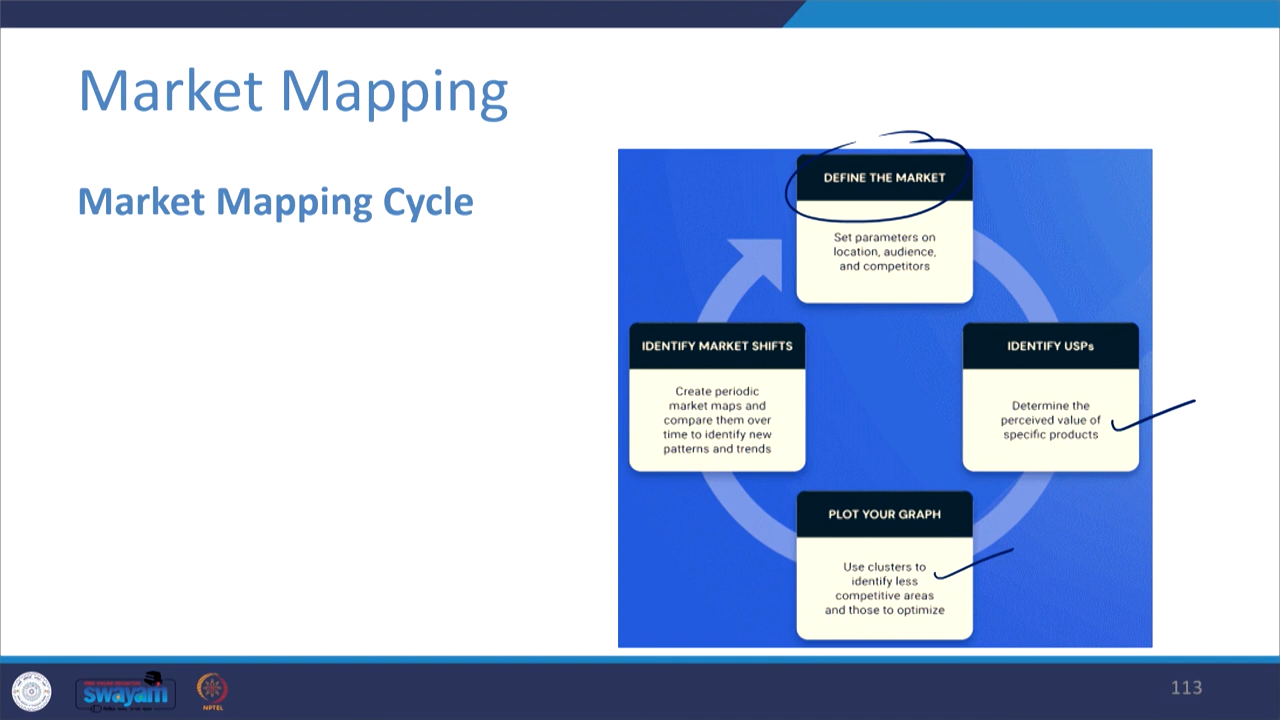 Market Mapping
Market Mapping Cycle
DEFINE THE MARKET
Set parameters on
location, audience,
and competitors
IDENTIFY USPs
Determine the
perceived value of
specific products
PLOT YOUR GRAPH
Use clusters to
identify less
competitive areas
and those to optimize
IDENTIFY MARKET SHIFTS
Create periodic
market maps and
compare them over
time to identify new
patterns and trends
swayam
NPTEL
113